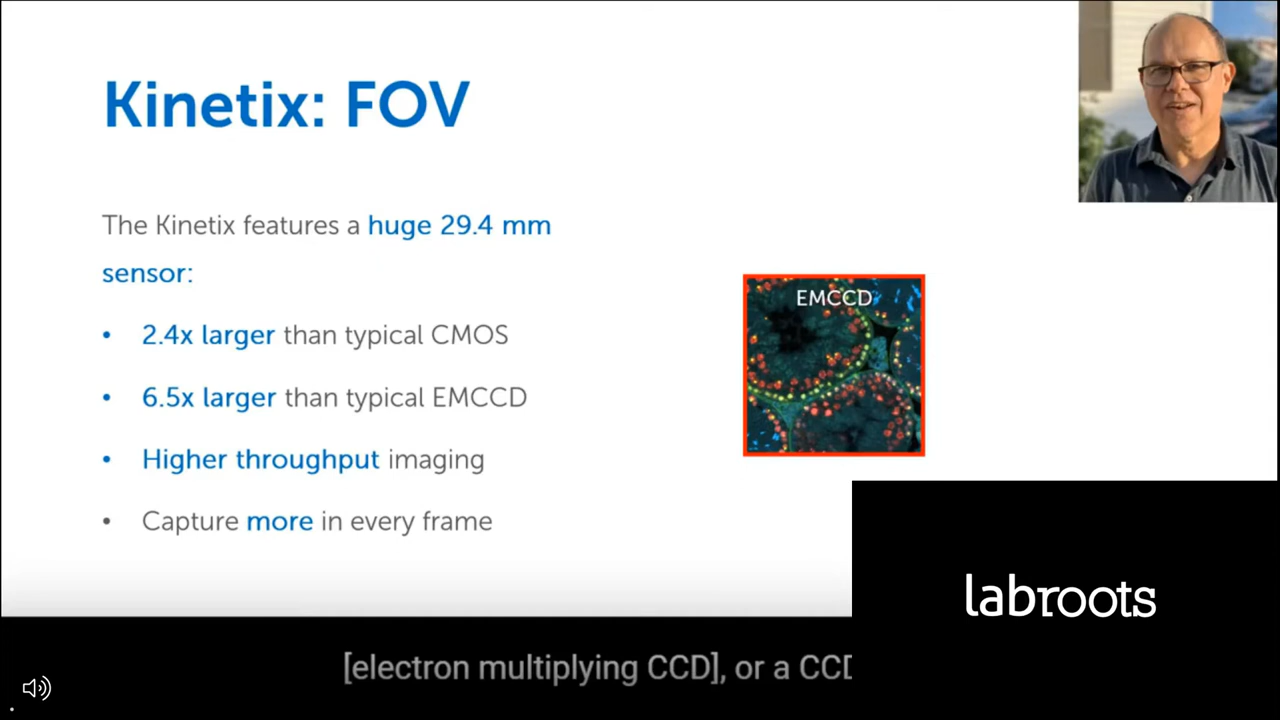 Kinetix: FOV
The Kinetix features a huge 29.4 mm
sensor:
• 2.4x larger than typical CMOS
• 6.5x larger than typical EMCCD
• Higher throughput imaging
• Capture more in every frame
EMCCD
labroots
[electron multiplying CCD], or a CCD